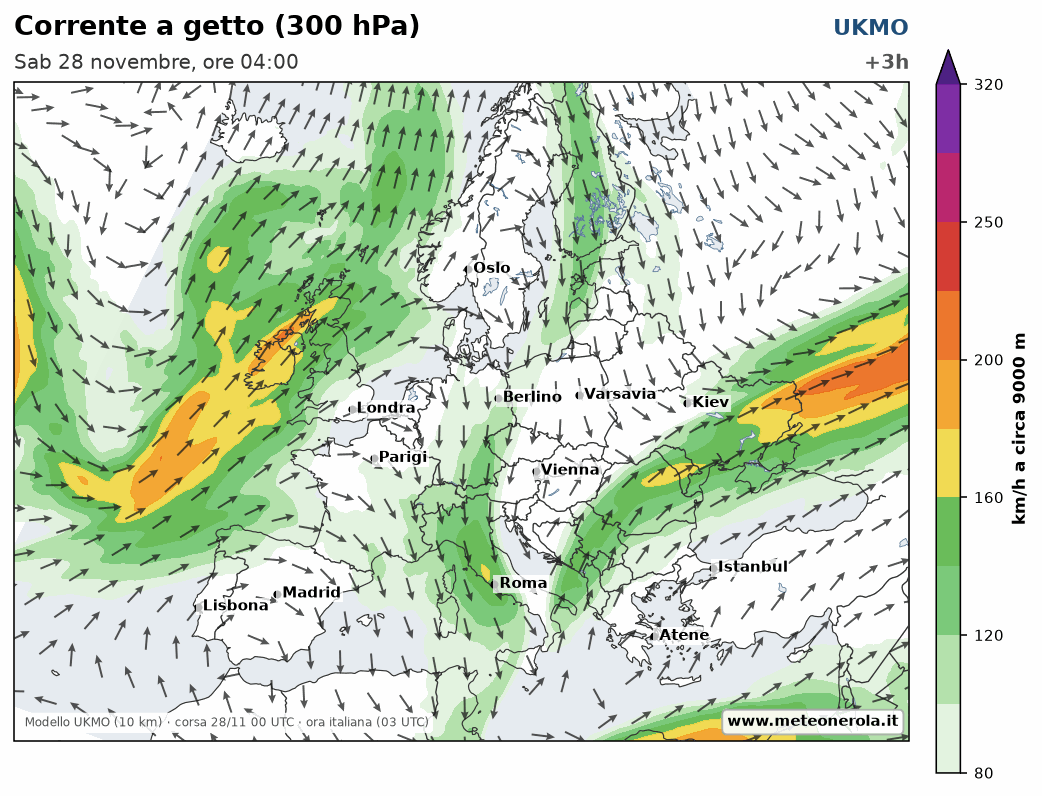 Corrente a getto (300 hPa)
UKMO
Sab 28 novembre, ore 04:00
+3h
320
250
200
160
120
80
km/h a circa 9000 m
Oslo
Berlino
Varsavia
Kiev
Londra
Parigi
Vienna
Istanbul
Roma
Madrid
Lisbona
Atene
Modello UKMO (10 km) · corsa 28/11 00 UTC · ora italiana (03 UTC)
www.meteonerola.it